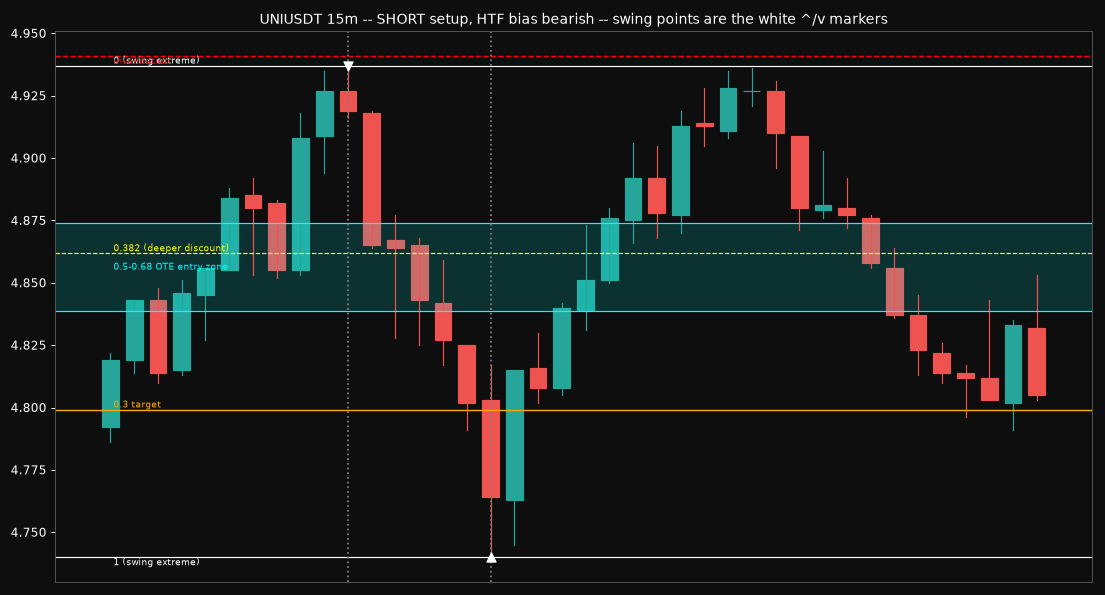 UNIUSDT 15m -- SHORT setup, HTF bias bearish -- swing points are the white ^/v markers
4.950
0 (swing extreme)
4.925
4.900
4.875
0.382 (deeper discount)
0.5-0.68 OTE entry zone
4.850
4.825
0.3 target
4.800
4.775
4.750
1 (swing extreme)